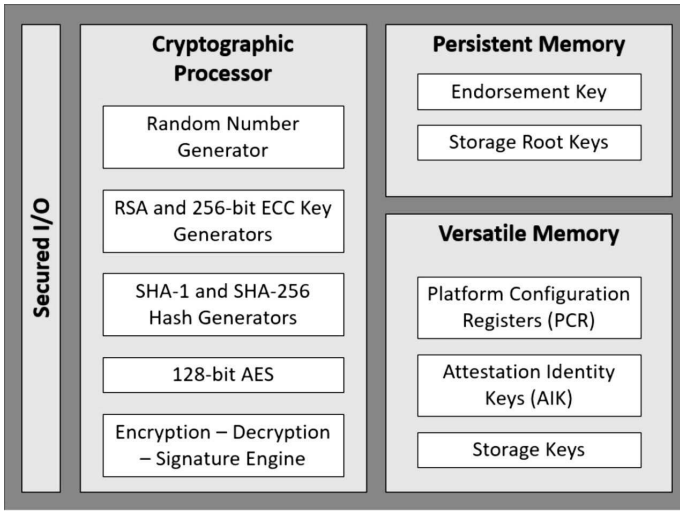 Secured I/O
Cryptographic
Processor
Random Number
Generator
RSA and 256-bit ECC Key
Generators
SHA-1 and SHA-256
Hash Generators
128-bit AES
Encryption – Decryption
– Signature Engine
Persistent Memory
Endorsement Key
Storage Root Keys
Versatile Memory
Platform Configuration
Registers (PCR)
Attestation Identity
Keys (AIK)
Storage Keys